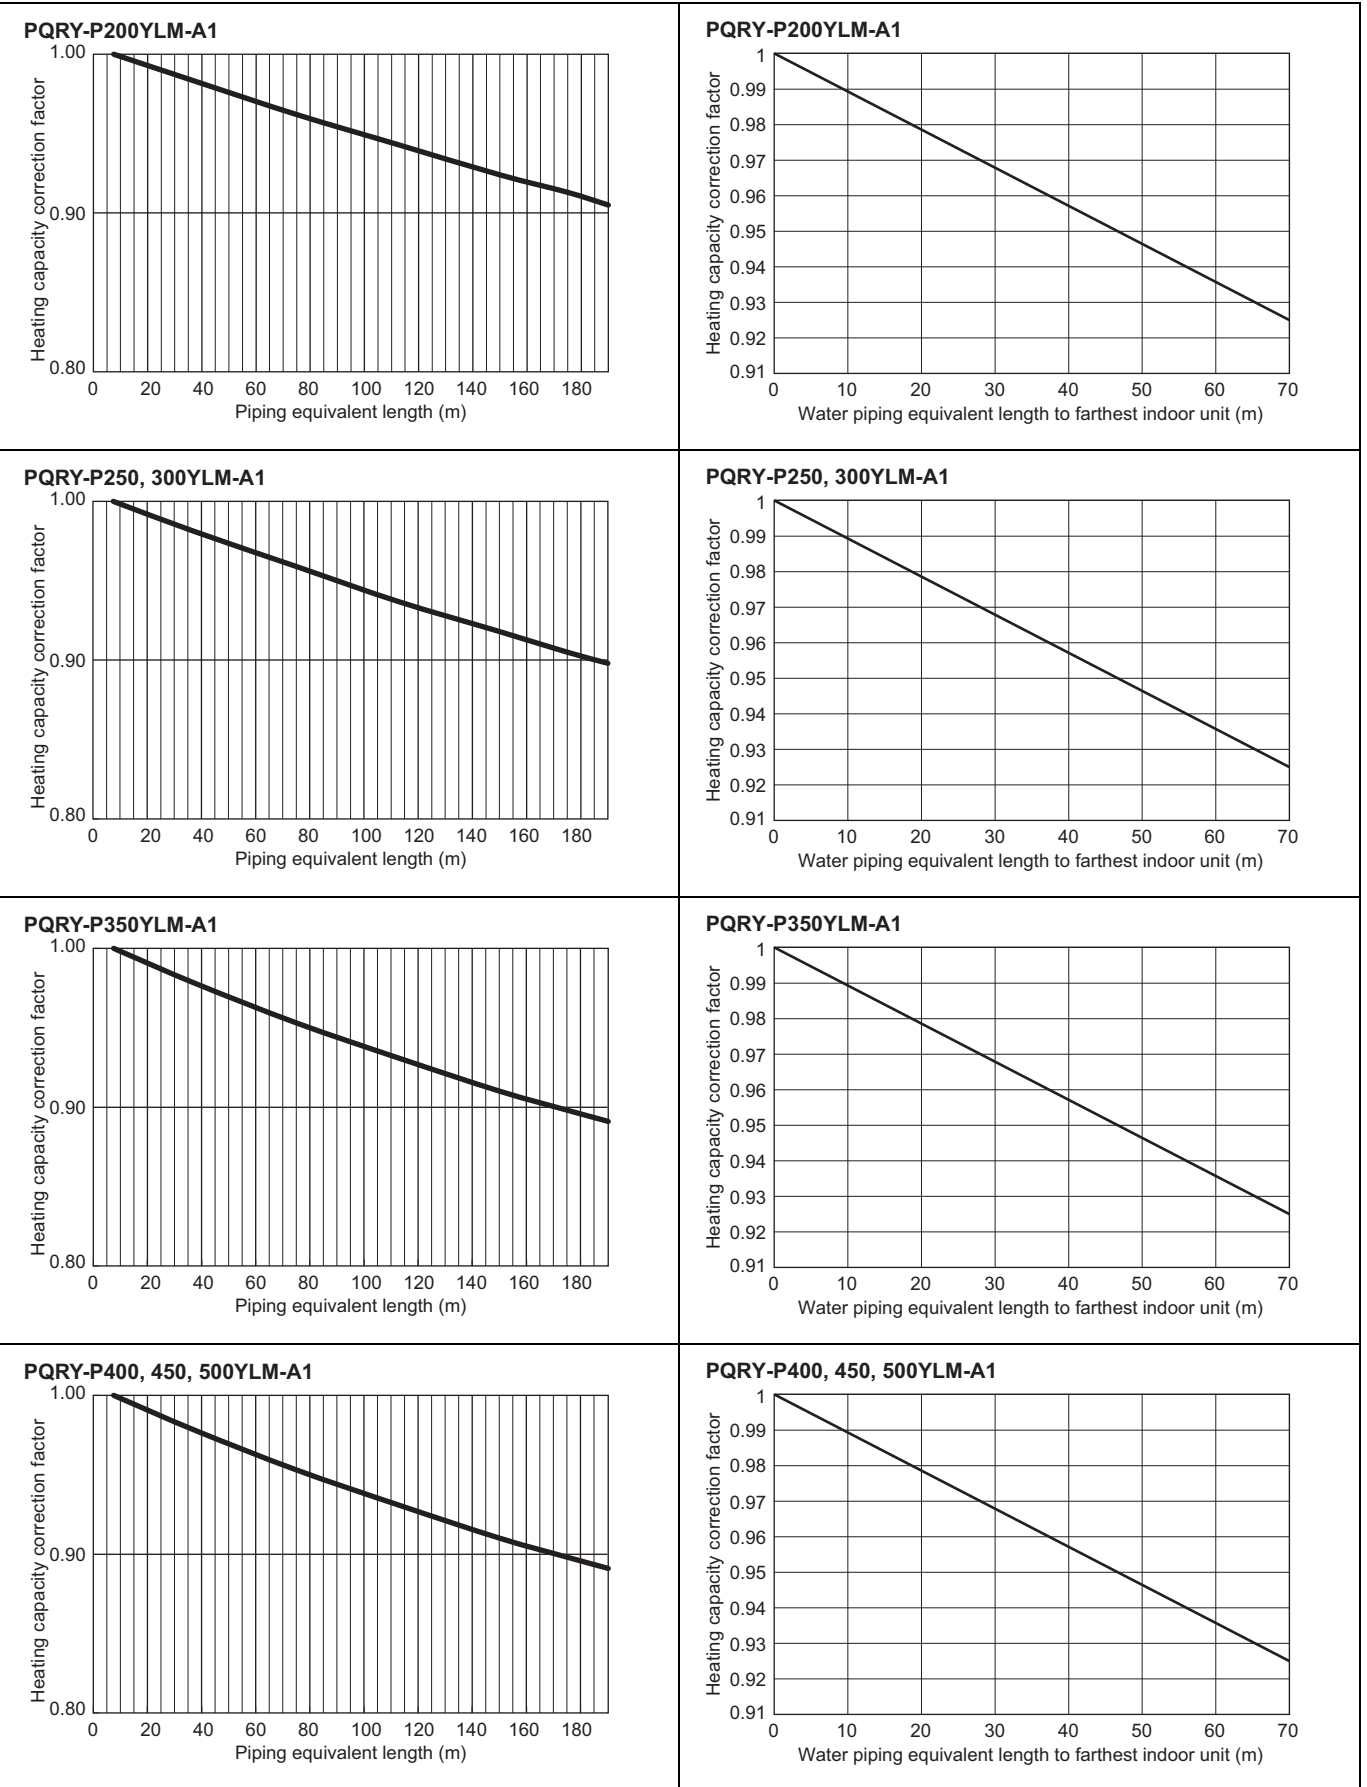 PQRY-P200YLM-A1
Heating capacity correction factor
1.00
0.90
0.80
0 20 40 60 80 100 120 140 160 180
Piping equivalent length (m)
PQRY-P200YLM-A1
Heating capacity correction factor
1
0.99
0.98
0.97
0.96
0.95
0.94
0.93
0.92
0.91
0 10 20 30 40 50 60 70
Water piping equivalent length to farthest indoor unit (m)
PQRY-P250, 300YLM-A1
Heating capacity correction factor
1.00
0.90
0.80
0 20 40 60 80 100 120 140 160 180
Piping equivalent length (m)
PQRY-P250, 300YLM-A1
Heating capacity correction factor
1
0.99
0.98
0.97
0.96
0.95
0.94
0.93
0.92
0.91
0 10 20 30 40 50 60 70
Water piping equivalent length to farthest indoor unit (m)
PQRY-P350YLM-A1
Heating capacity correction factor
1.00
0.90
0.80
0 20 40 60 80 100 120 140 160 180
Piping equivalent length (m)
PQRY-P350YLM-A1
Heating capacity correction factor
1
0.99
0.98
0.97
0.96
0.95
0.94
0.93
0.92
0.91
0 10 20 30 40 50 60 70
Water piping equivalent length to farthest indoor unit (m)
PQRY-P400, 450, 500YLM-A1
Heating capacity correction factor
1.00
0.90
0.80
0 20 40 60 80 100 120 140 160 180
Piping equivalent length (m)
PQRY-P400, 450, 500YLM-A1
Heating capacity correction factor
1
0.99
0.98
0.97
0.96
0.95
0.94
0.93
0.92
0.91
0 10 20 30 40 50 60 70
Water piping equivalent length to farthest indoor unit (m)